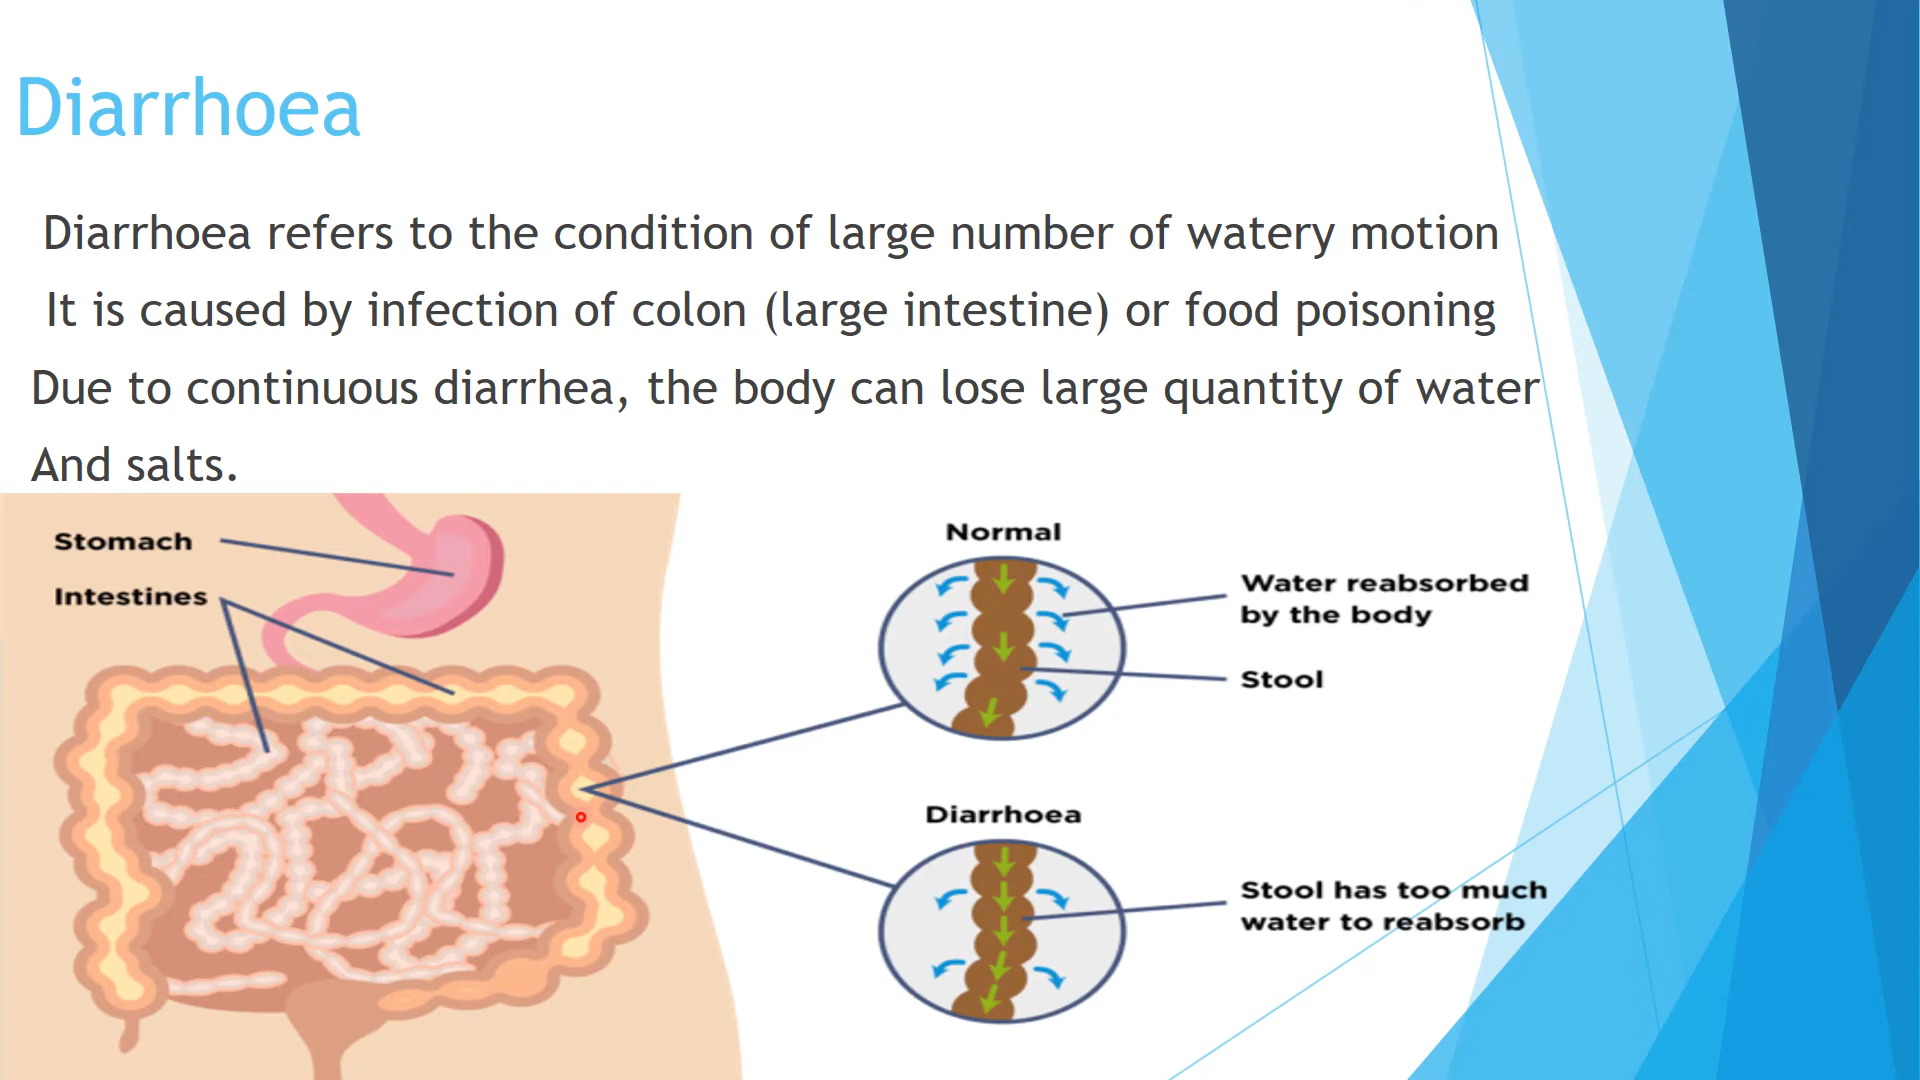 Diarrhoea
Diarrhoea refers to the condition of large number of watery motion
It is caused by infection of colon (large intestine) or food poisoning
Due to continuous diarrhea, the body can lose large quantity of water
And salts.
Stomach
Intestines
Normal
Water reabsorbed
by the body
Stool
Diarrhoea
Stool has too much
water to reabsorb